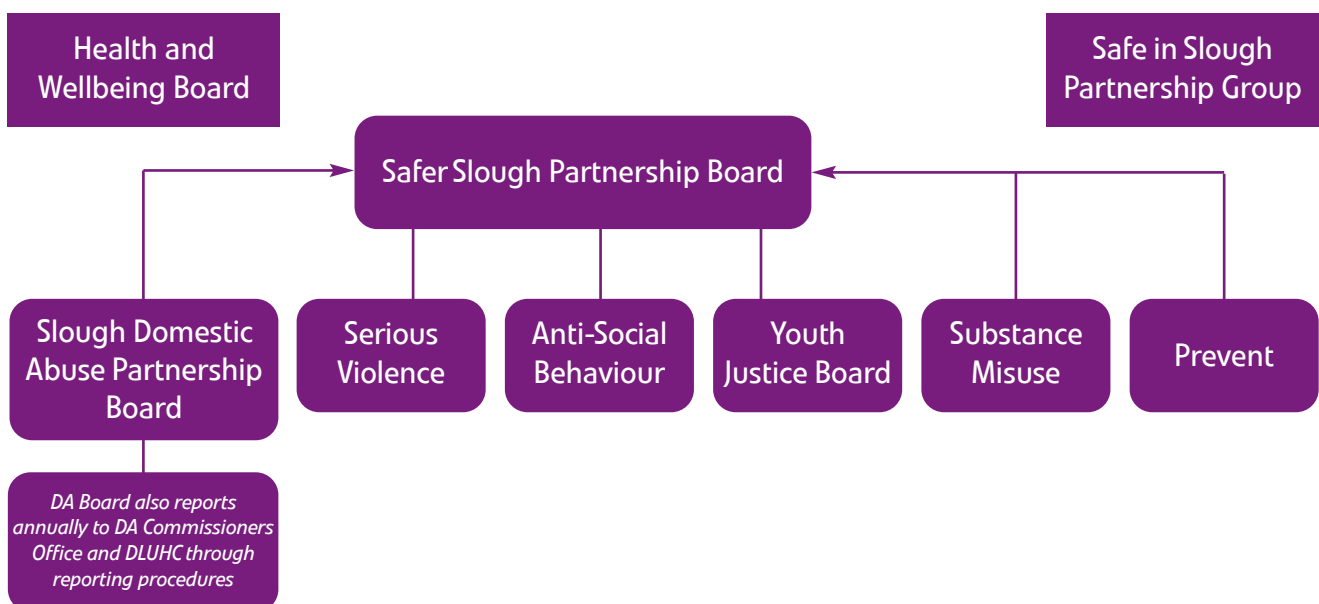 Health and
Wellbeing Board
Safe in Slough
Partnership Group
Safer Slough Partnership Board
Slough Domestic
Abuse Partnership
Board
Serious
Violence
Anti-Social
Behaviour
Youth
Justice Board
Substance
Misuse
Prevent
DA Board also reports
annually to DA Commissioners
Office and DLUHC through
reporting procedures